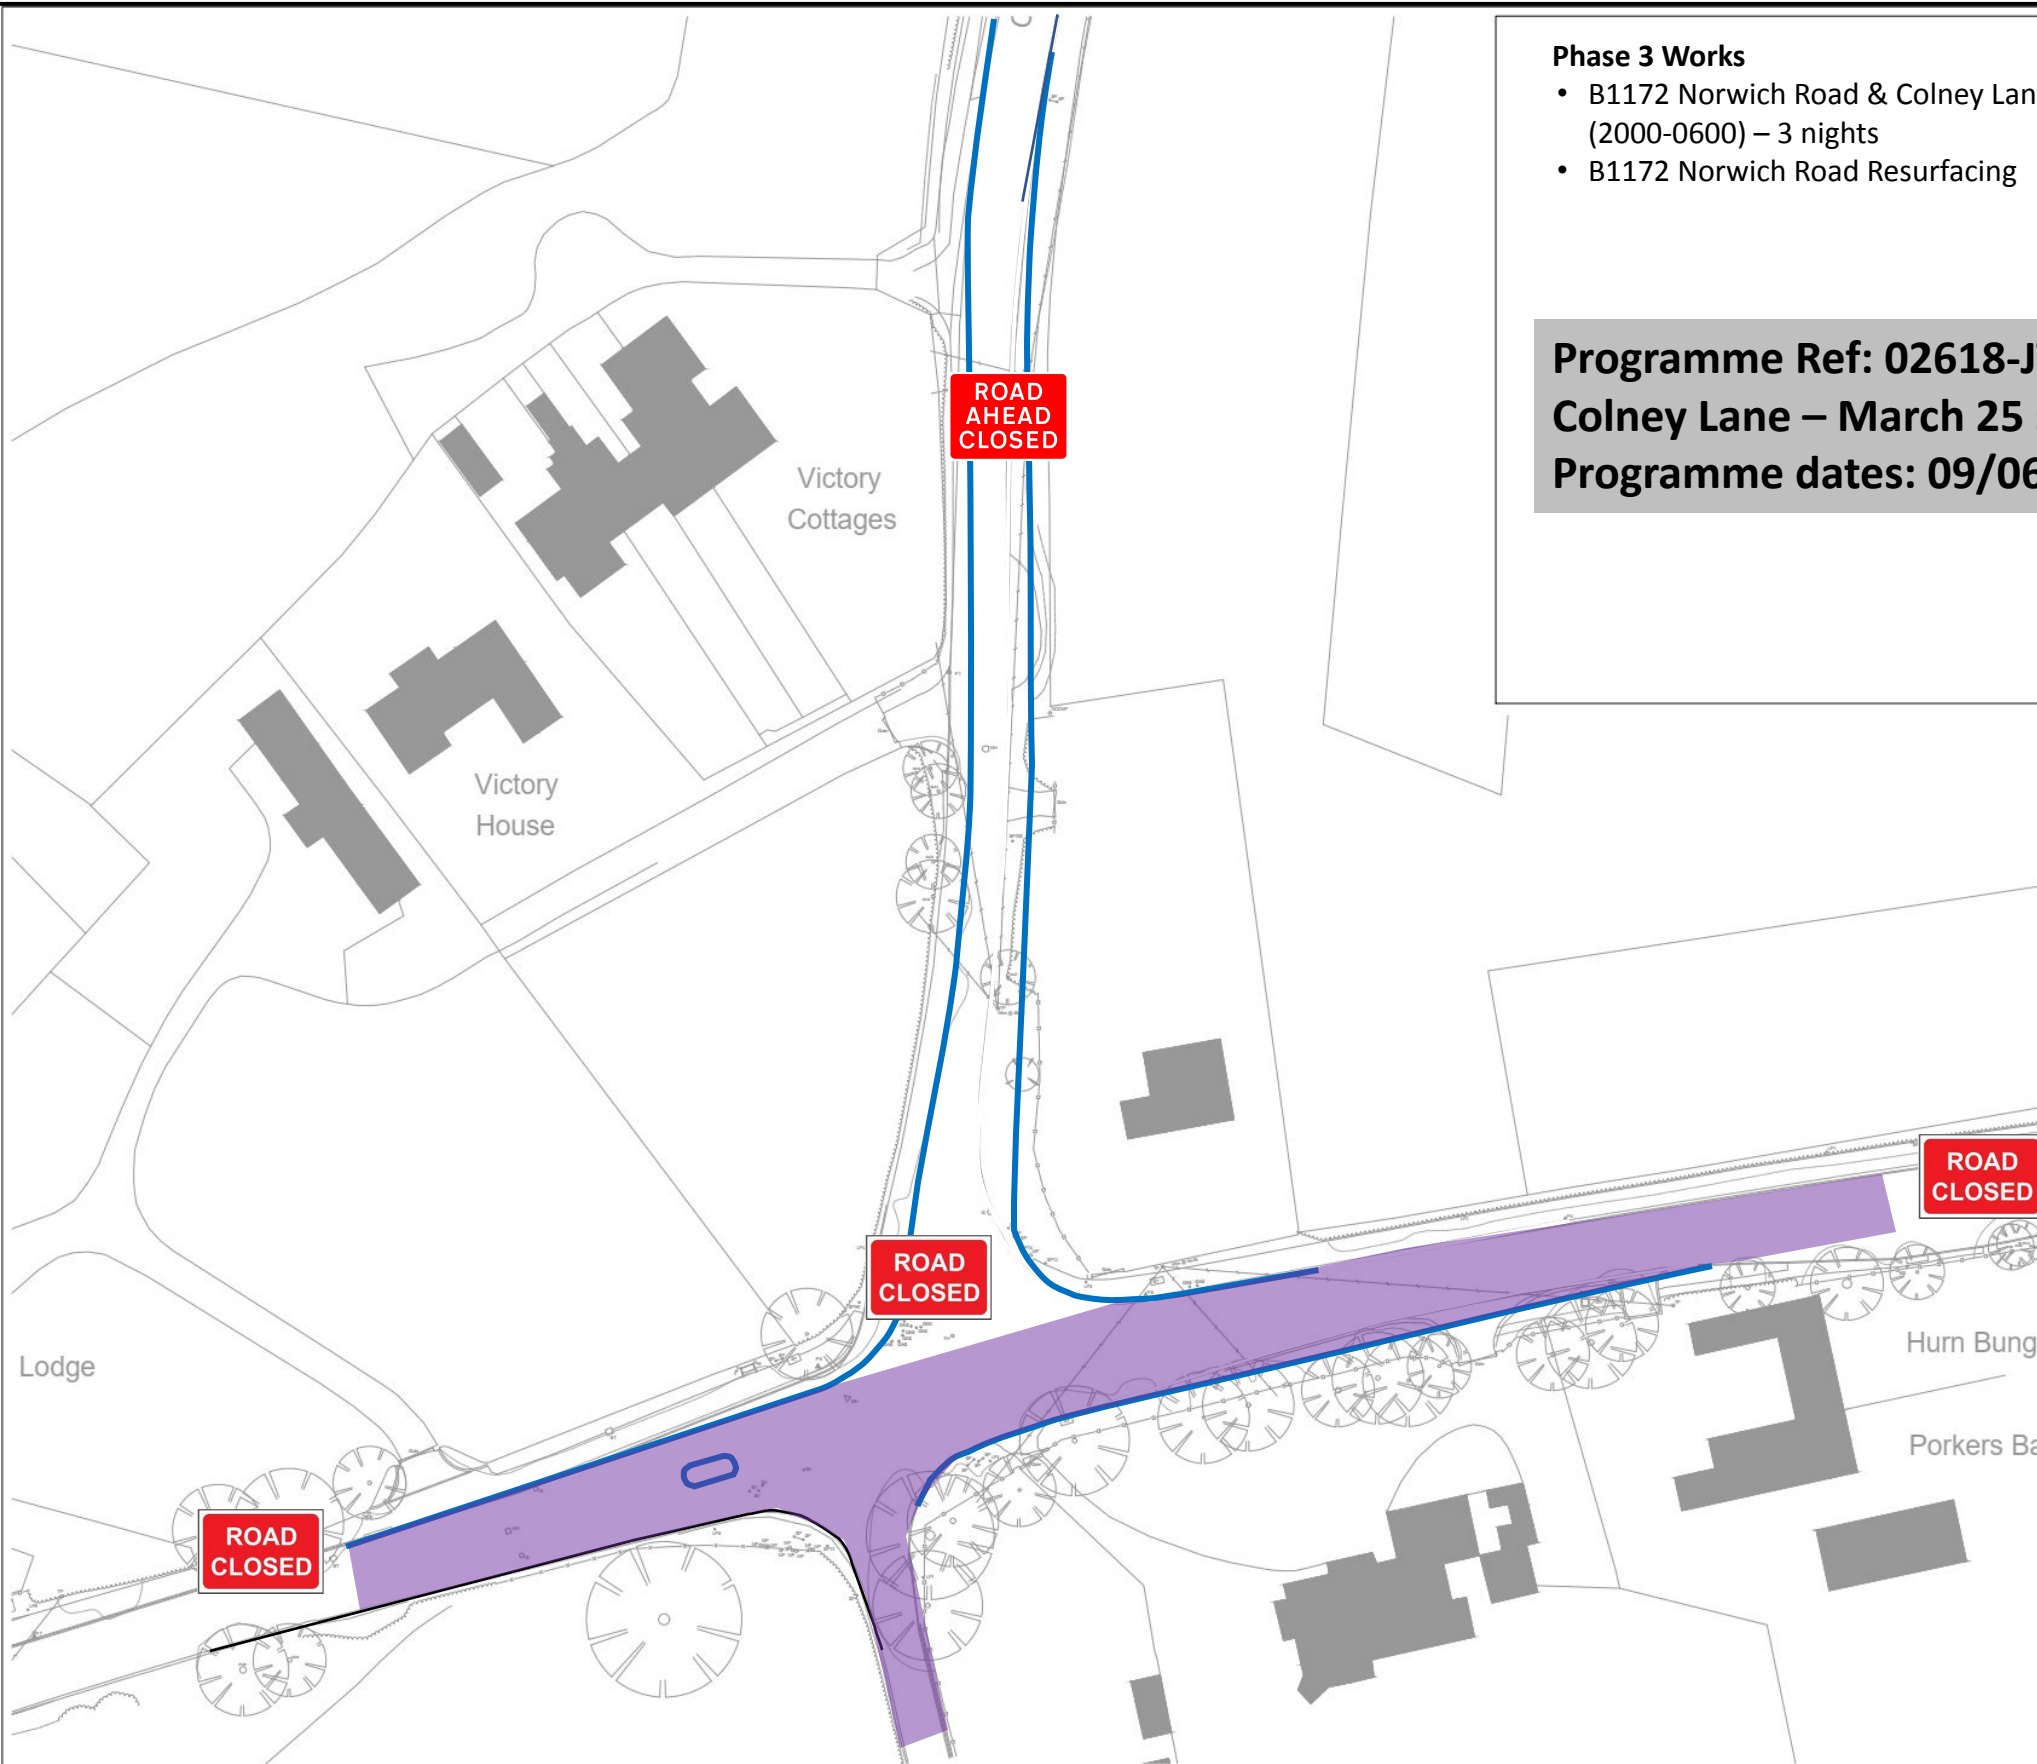 Phase 3 Works
• B1172 Norwich Road & Colney Lan
(2000-0600) – 3 nights
• B1172 Norwich Road Resurfacing
Programme Ref: 02618-J
Colney Lane – March 25
Programme dates: 09/06
ROAD
AHEAD
CLOSED
Victory
Cottages
Victory
House
ROAD
CLOSED
ROAD
CLOSED
Lodge
Hurn Bung
Porkers Ba
ROAD
CLOSED